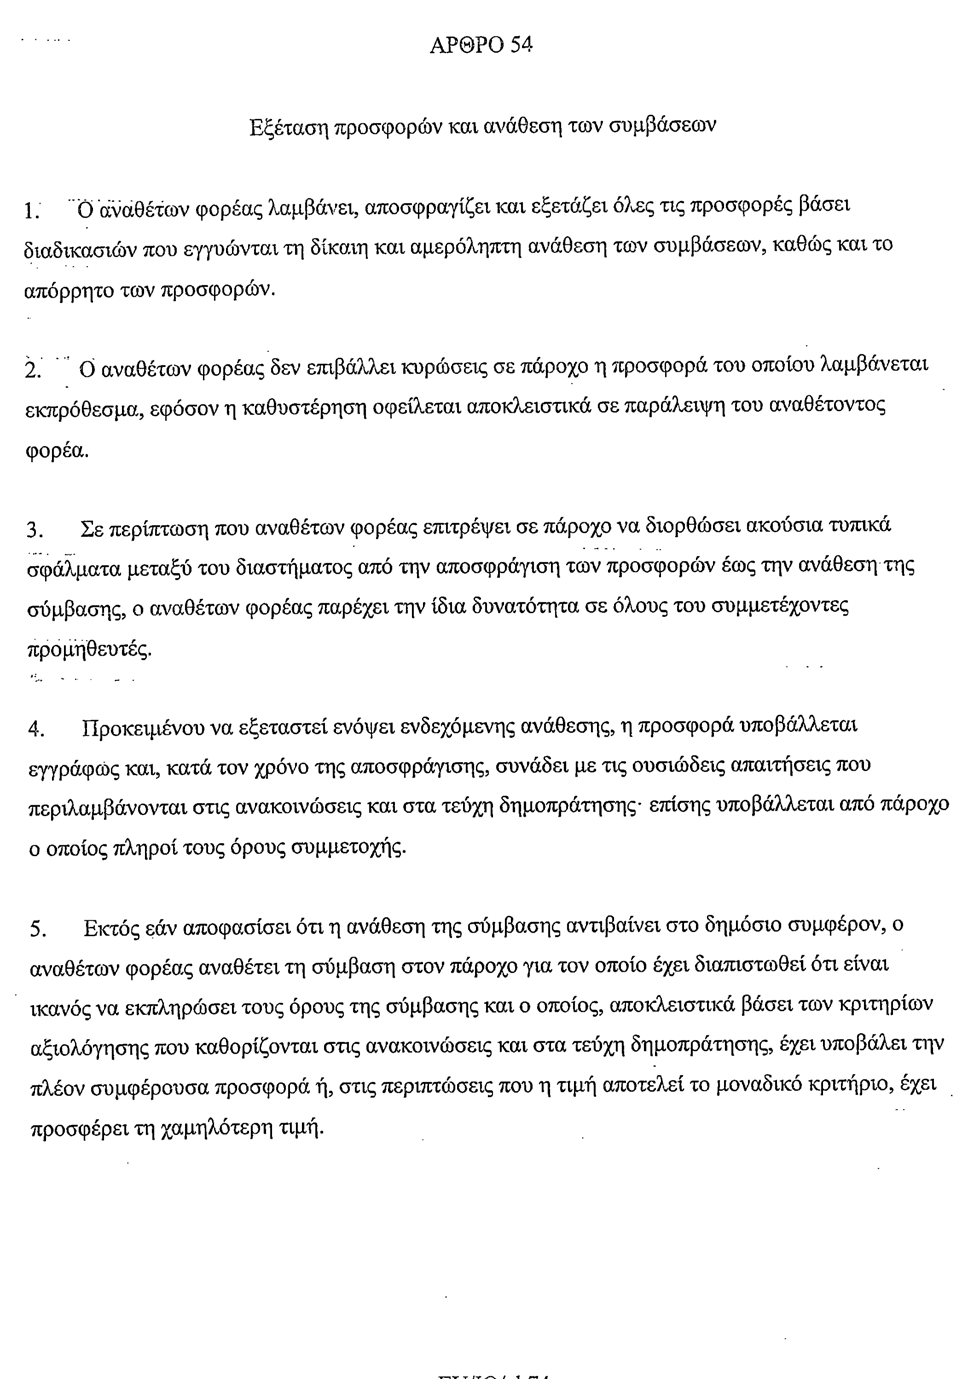 ΑΡΘΡΟ 54
Εξέταση προσφορών και ανάθεση των συμβάσεων
1. Ο αναθέτων φορέας λαμβάνει, αποσφραγίζει και εξετάζει όλες τις προσφορές βάσει
διαδικασιών που εγγυώνται τη δίκαιη και αμερόληπτη ανάθεση των συμβάσεων, καθώς και το
απόρρητο των προσφορών.
2. Ο αναθέτων φορέας δεν επιβάλλει κυρώσεις σε πάροχο η προσφορά του οποίου λαμβάνεται
εκπρόθεσμα, εφόσον η καθυστέρηση οφείλεται αποκλειστικά σε παράλειψη του αναθέτοντος
φορέα.
3. Σε περίπτωση που αναθέτων φορέας επιτρέψει σε πάροχο να διορθώσει ακούσια τυπικά
σφάλματα μεταξύ του διαστήματος από την αποσφράγιση των προσφορών έως την ανάθεση της
σύμβασης, ο αναθέτων φορέας παρέχει την ίδια δυνατότητα σε όλους του συμμετέχοντες
προμηθευτές.
4. Προκειμένου να εξεταστεί ενόψει ενδεχόμενης ανάθεσης, η προσφορά υποβάλλεται
εγγράφως και, κατά τον χρόνο της αποσφράγισης, συνάδει με τις ουσιώδεις απαιτήσεις που
περιλαμβάνονται στις ανακοινώσεις και στα τεύχη δημοπράτησης· επίσης υποβάλλεται από πάροχο
ο οποίος πληροί τους όρους συμμετοχής.
5. Εκτός εάν αποφασίσει ότι η ανάθεση της σύμβασης αντιβαίνει στο δημόσιο συμφέρον, ο
αναθέτων φορέας αναθέτει τη σύμβαση στον πάροχο για τον οποίο έχει διαπιστωθεί ότι είναι
ικανός να εκπληρώσει τους όρους της σύμβασης και ο οποίος, αποκλειστικά βάσει των κριτηρίων
αξιολόγησης που καθορίζονται στις ανακοινώσεις και στα τεύχη δημοπράτησης, έχει υποβάλει την
πλέον συμφέρουσα προσφορά ή, στις περιπτώσεις που η τιμή αποτελεί το μοναδικό κριτήριο, έχει
προσφέρει τη χαμηλότερη τιμή.